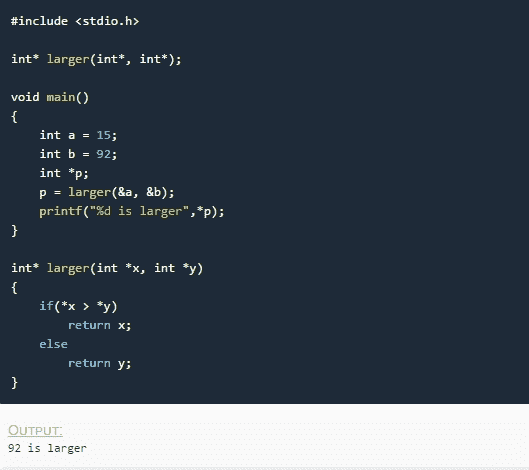 #include <stdio.h>
int* larger(int*, int*);
void main()
{
    int a = 15;
    int b = 92;
    int *p;
    p = larger(&a, &b);
    printf("%d is larger",*p);
}
int* larger(int *x, int *y)
{
    if(*x > *y)
        return x;
    else
        return y;
}
OUTPUT:
92 is larger